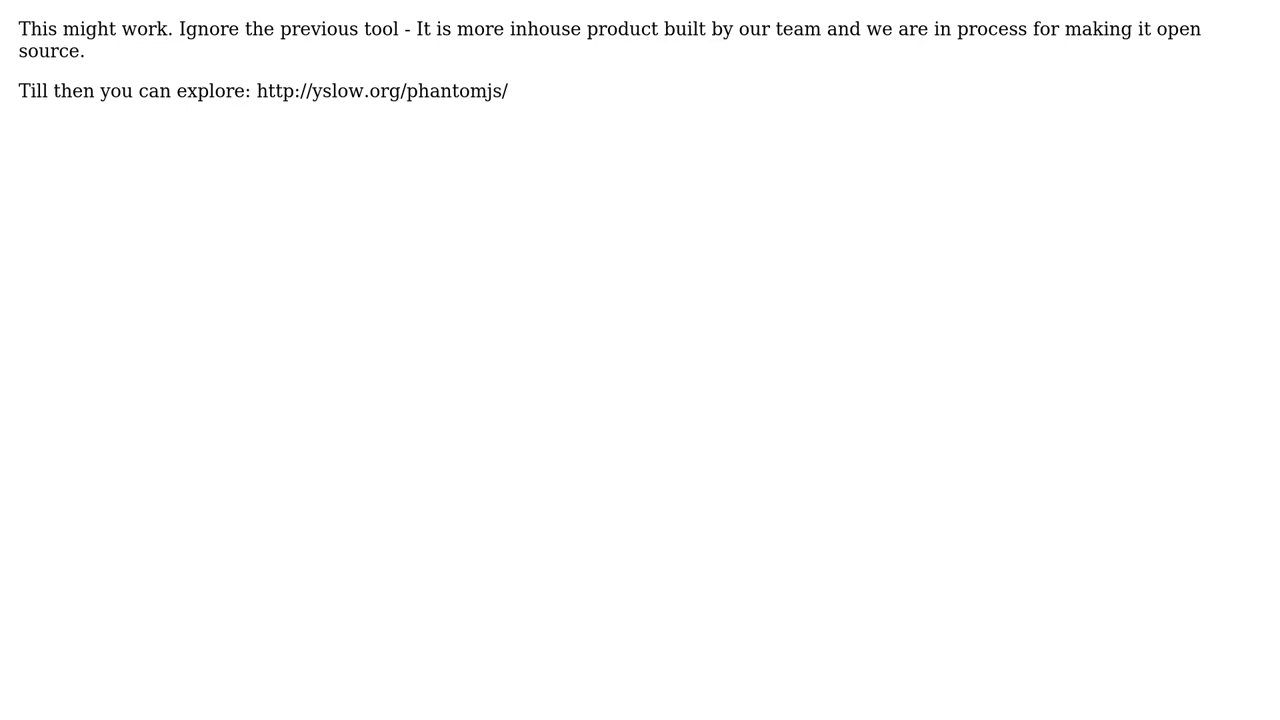 This might work. Ignore the previous tool - It is more inhouse product built by our team and we are in process for making it open
source.
Till then you can explore: http://yslow.org/phantomjs/